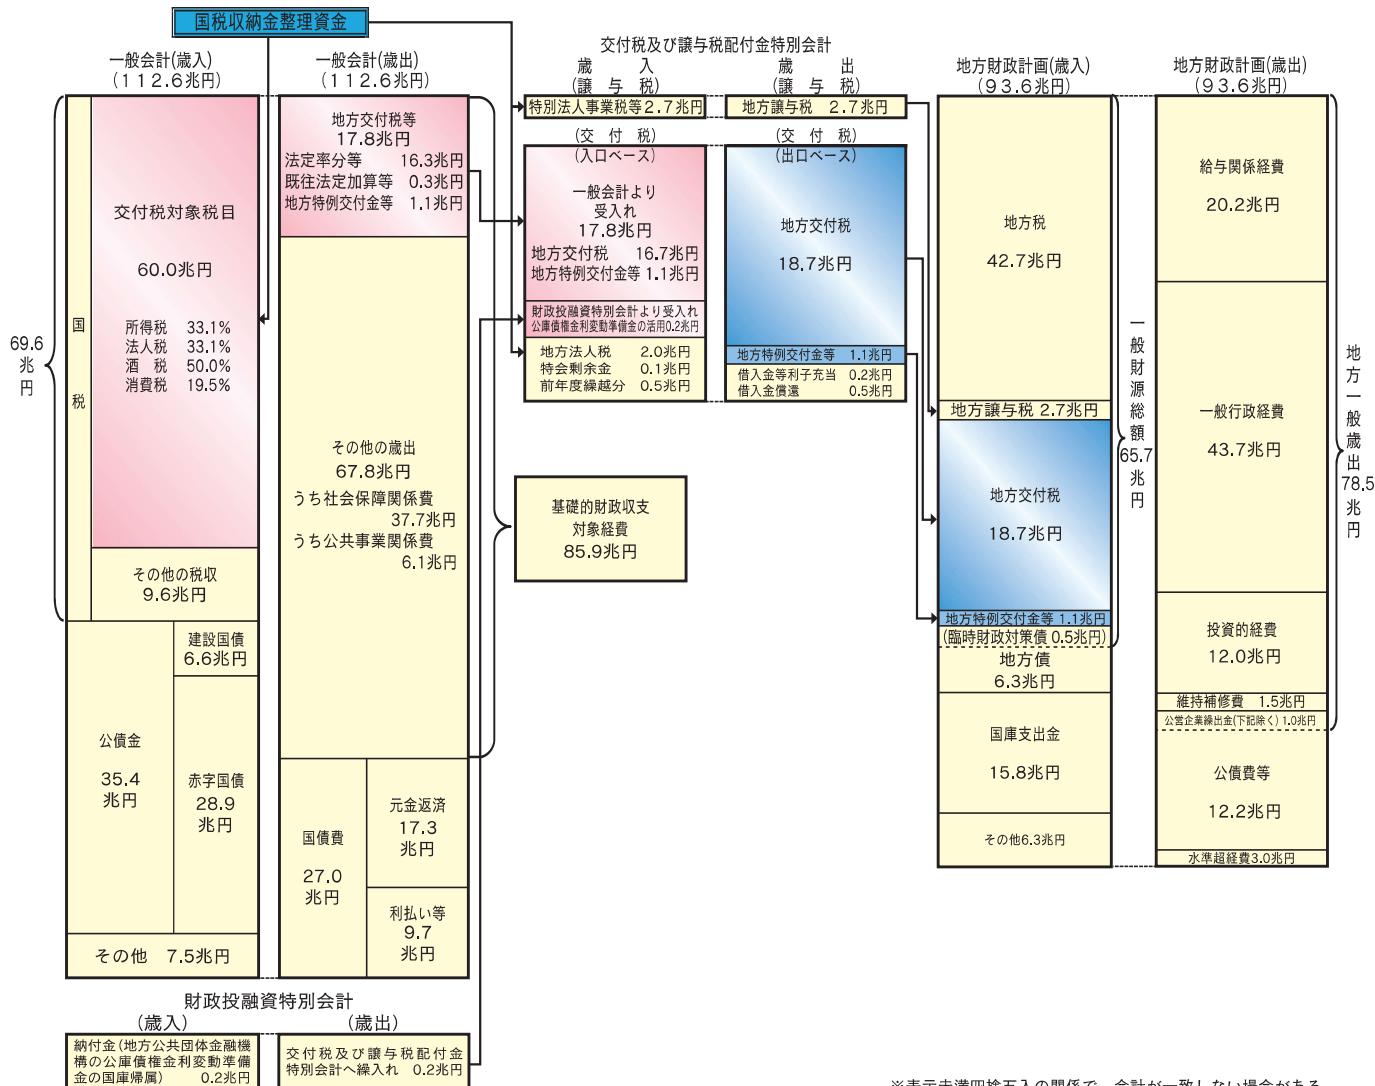 国税収納金整理資金
一般会計(歳入)
(112.6兆円)
69.6
兆
円
国
税
交付税対象税目
60.0兆円
所得税 33.1%
法人税 33.1%
酒 税 50.0%
消費税 19.5%
その他の税収
9.6兆円
公債金
35.4
兆円
建設国債
6.6兆円
赤字国債
28.9
兆円
その他 7.5兆円
一般会計(歳出)
(112.6兆円)
地方交付税等
17.8兆円
法定率分等 16.3兆円
既往法定加算等 0.3兆円
地方特例交付金等 1.1兆円
その他の歳出
67.8兆円
うち社会保障関係費
37.7兆円
うち公共事業関係費
6.1兆円
国債費
27.0
兆円
元金返済
17.3
兆円
利払い等
9.7
兆円
基礎的財政収支
対象経費
85.9兆円
財政投融資特別会計
(歳入)
納付金(地方公共団体金融機
構の公庫債権金利変動準備
金の国庫帰属) 0.2兆円
(歳出)
交付税及び譲与税配付金
特別会計へ繰入れ 0.2兆円
交付税及び譲与税配付金特別会計
歳 入
(譲 与 税)
特別法人事業税等2.7兆円
(交 付 税)
(入口ベース)
一般会計より
受入れ
17.8兆円
地方交付税 16.7兆円
地方特例交付金等 1.1兆円
財政投融資特別会計より受入れ
公庫債権金利変動準備金の活用0.2兆円
地方法人税 2.0兆円
特会剰余金 0.1兆円
前年度繰越分 0.5兆円
歳 出
(譲 与 税)
地方譲与税 2.7兆円
(交 付 税)
(出口ベース)
地方交付税
18.7兆円
地方特例交付金等 1.1兆円
借入金等利子充当 0.2兆円
借入金償還 0.5兆円
地方財政計画(歳入)
(93.6兆円)
地方税
42.7兆円
地方譲与税 2.7兆円
地方交付税
18.7兆円
地方特例交付金等 1.1兆円
(臨時財政対策債 0.5兆円)
地方債
6.3兆円
国庫支出金
15.8兆円
その他6.3兆円
一
般
財
源
総
額
65.7
兆
円
地方財政計画(歳出)
(93.6兆円)
給与関係経費
20.2兆円
一般行政経費
43.7兆円
投資的経費
12.0兆円
維持補修費 1.5兆円
公営企業繰出金(下記除く) 1.0兆円
公債費等
12.2兆円
水準超経費3.0兆円
地
方
一
般
歳
出
78.5
兆
円
※表示未満四捨五入の関係で、合計が一致しない場合がある